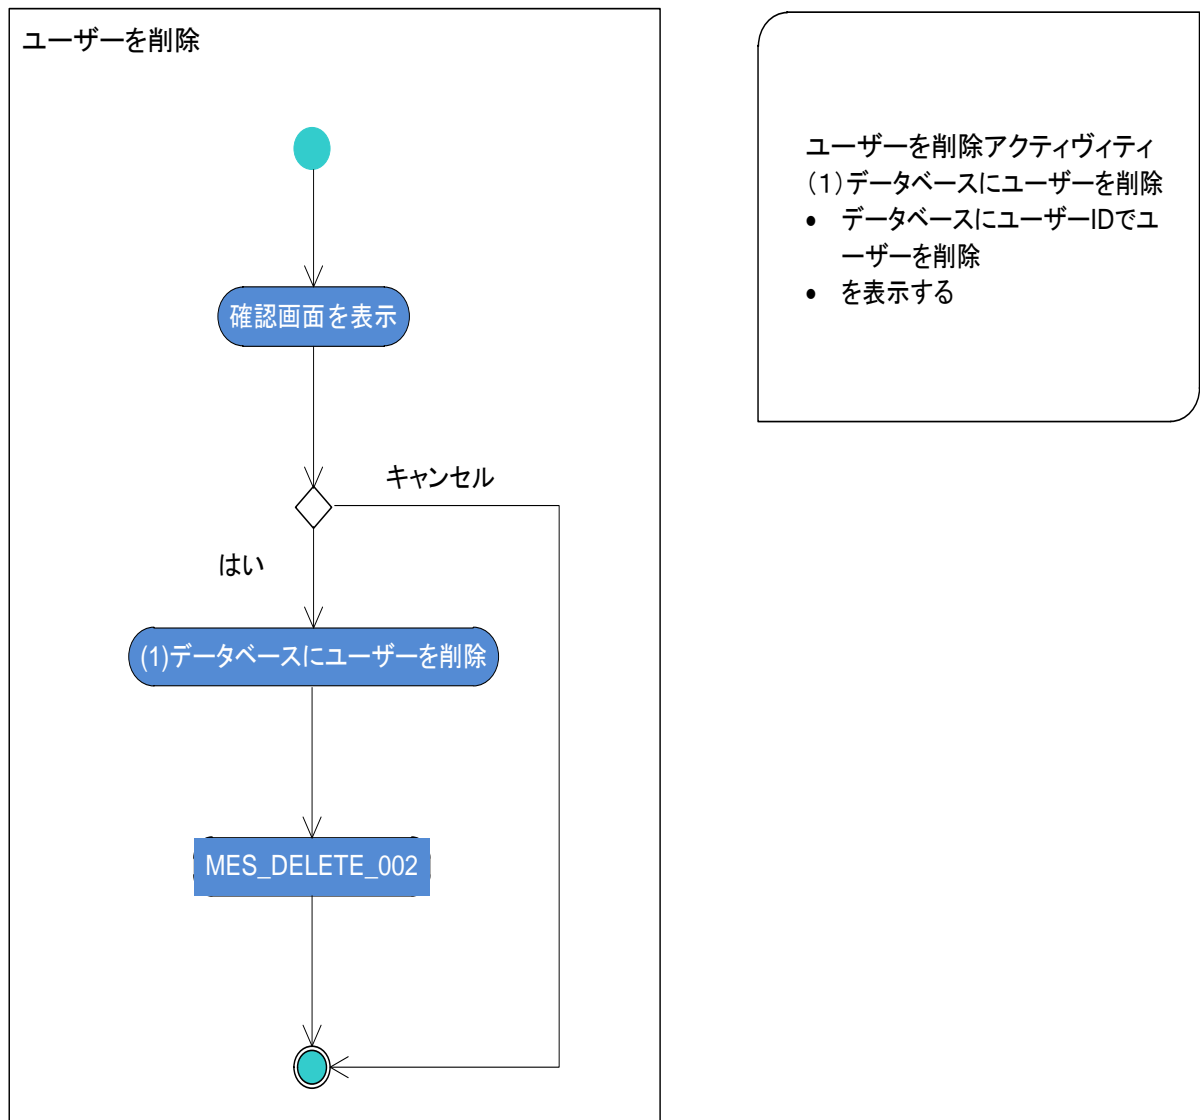 ユーザーを削除
確認画面を表示
キャンセル
はい
(1)データベースにユーザーを削除
MES_DELETE_002
ユーザーを削除アクティヴィティ
(1)データベースにユーザーを削除
• データベースにユーザーIDでユ
ーザーを削除
• を表示する